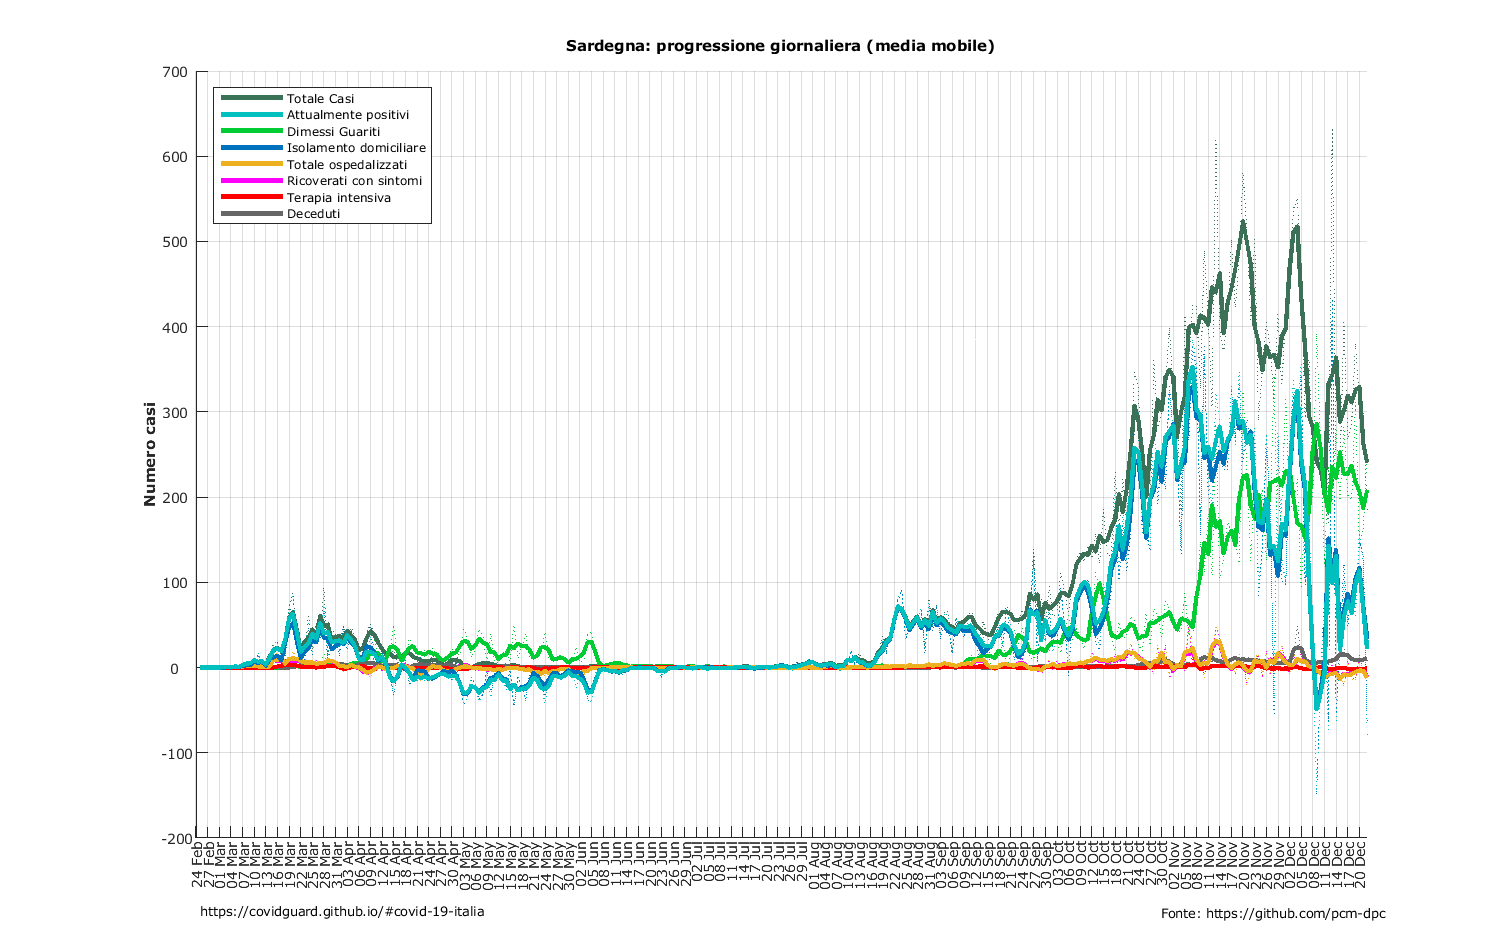 Sardegna: progressione giornaliera (media mobile)
700
600
500
400
300
200
100
0
-100
-200
Numero casi
Totale Casi
Attualmente positivi
Dimessi Guariti
Isolamento domiciliare
Totale ospedalizzati
Ricoverati con sintomi
Terapia intensiva
Deceduti
24 Feb
27 Feb
01 Mar
04 Mar
07 Mar
10 Mar
13 Mar
16 Mar
19 Mar
22 Mar
25 Mar
28 Mar
31 Mar
03 Apr
06 Apr
09 Apr
12 Apr
15 Apr
18 Apr
21 Apr
24 Apr
27 Apr
30 Apr
03 May
06 May
09 May
12 May
15 May
18 May
21 May
24 May
27 May
30 May
02 Jun
05 Jun
08 Jun
11 Jun
14 Jun
17 Jun
20 Jun
23 Jun
26 Jun
29 Jun
02 Jul
05 Jul
08 Jul
11 Jul
14 Jul
17 Jul
20 Jul
23 Jul
26 Jul
29 Jul
01 Aug
04 Aug
07 Aug
10 Aug
13 Aug
16 Aug
19 Aug
22 Aug
25 Aug
28 Aug
31 Aug
03 Sep
06 Sep
09 Sep
12 Sep
15 Sep
18 Sep
21 Sep
24 Sep
27 Sep
30 Sep
03 Oct
06 Oct
09 Oct
12 Oct
15 Oct
18 Oct
21 Oct
24 Oct
27 Oct
30 Oct
02 Nov
05 Nov
08 Nov
11 Nov
14 Nov
17 Nov
20 Nov
23 Nov
26 Nov
29 Nov
02 Dec
05 Dec
08 Dec
11 Dec
14 Dec
17 Dec
20 Dec
https://covidguard.github.io/#covid-19-italia
Fonte: https://github.com/pcm-dpc